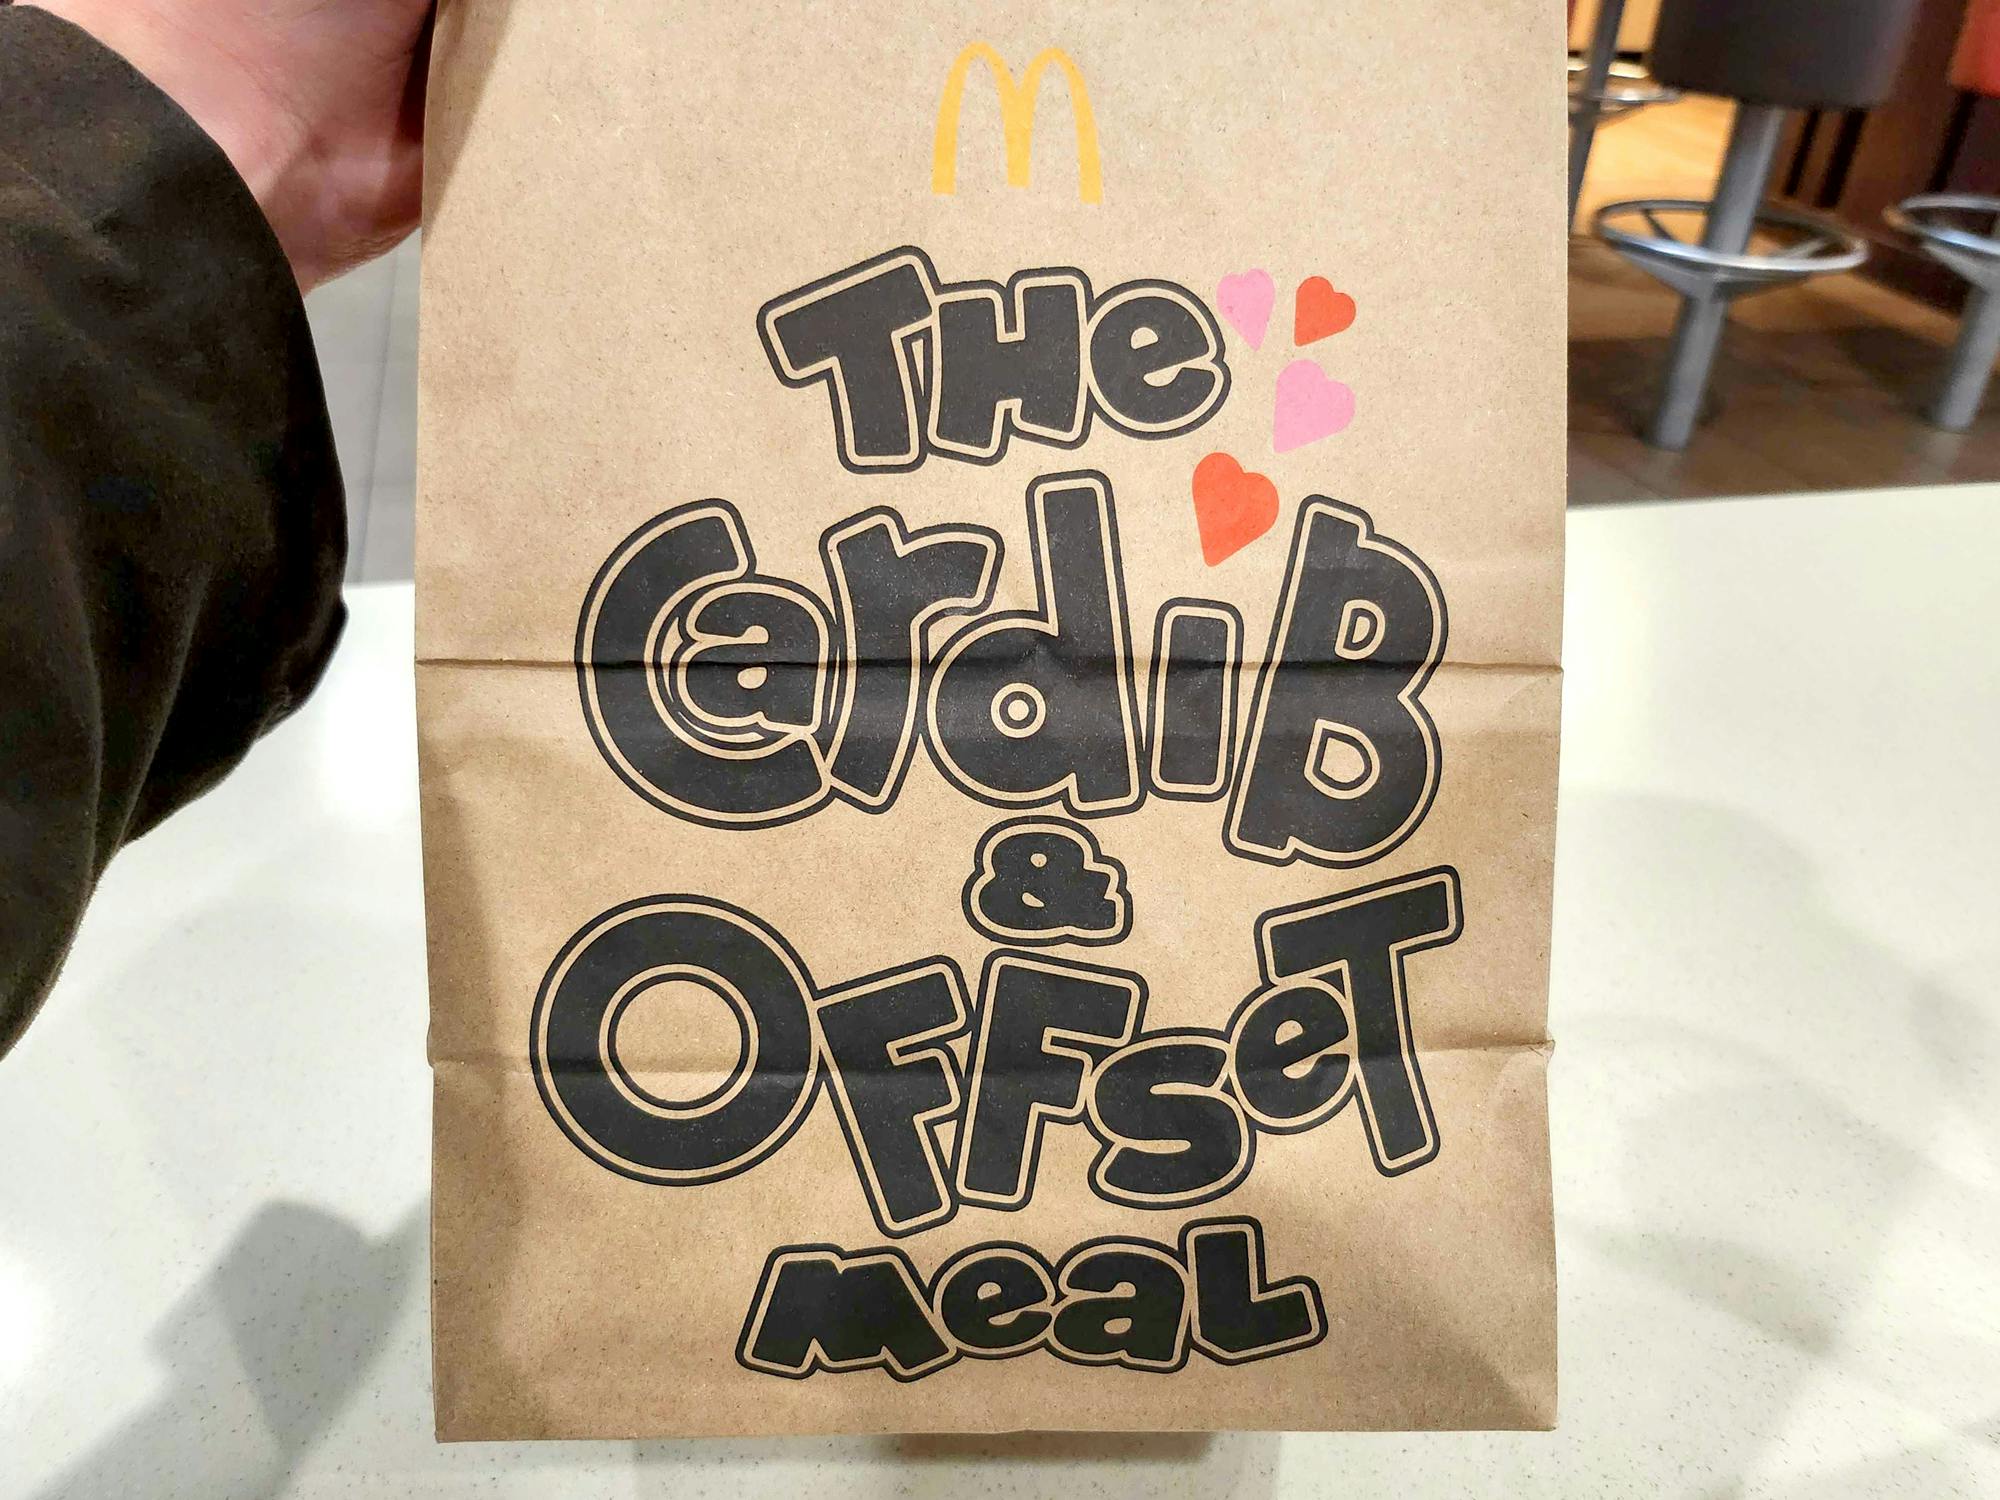 THe
CardiB
&
OFFseT
meaL